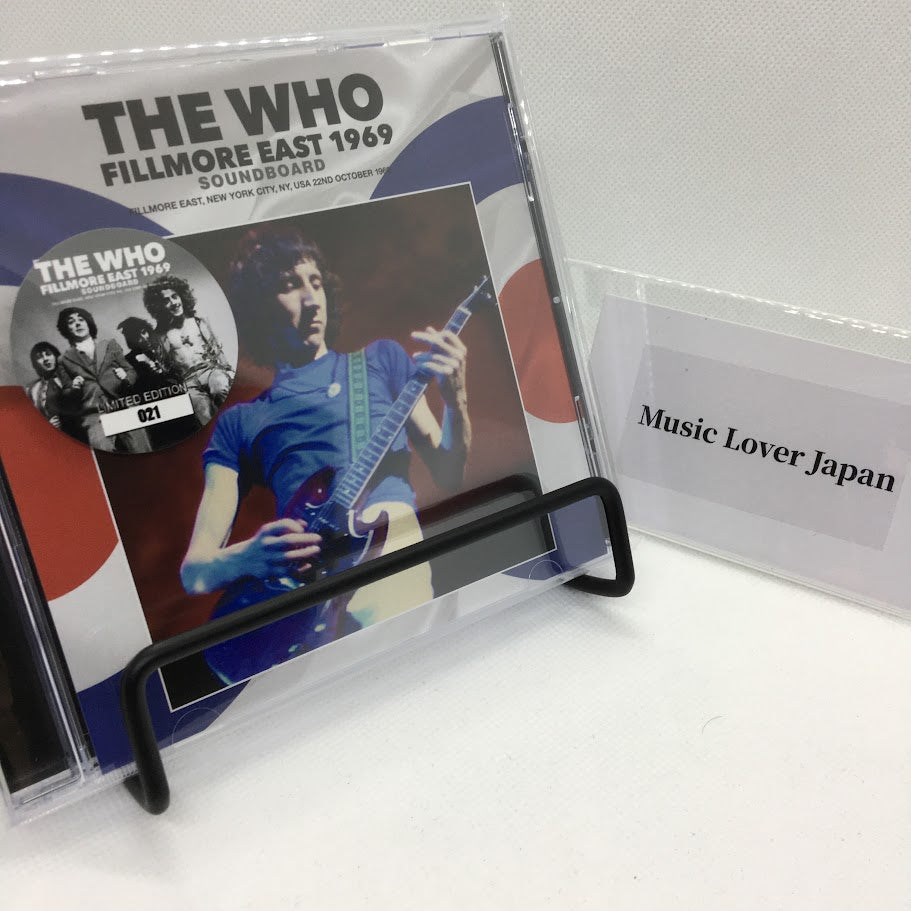 THE WHO
FILLMORE EAST 1969
SOUNDBOARD
FILLMORE EAST, NEW YORK CITY, NY, USA 22ND OCTOBER
THE WHO
FILLMORE EAST 1969
SOUNDBOARD
LIMITED EDITION
021
Music Lover Japan